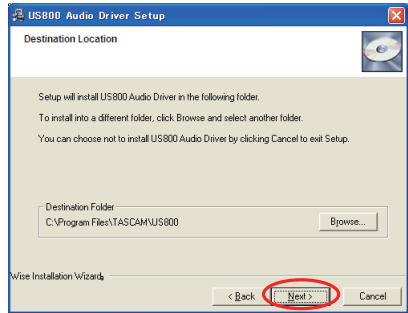 US800 Audio Driver Setup
Destination Location
Setup will install US800 Audio Driver in the following folder.
To install into a different folder, click Browse and select another folder.
You can choose not to install US800 Audio Driver by clicking Cancel to exit Setup.
Destination Folder
C:\Program Files\TASCAM\US800
Browse...
Wise Installation Wizard®
< Back
Next >
Cancel